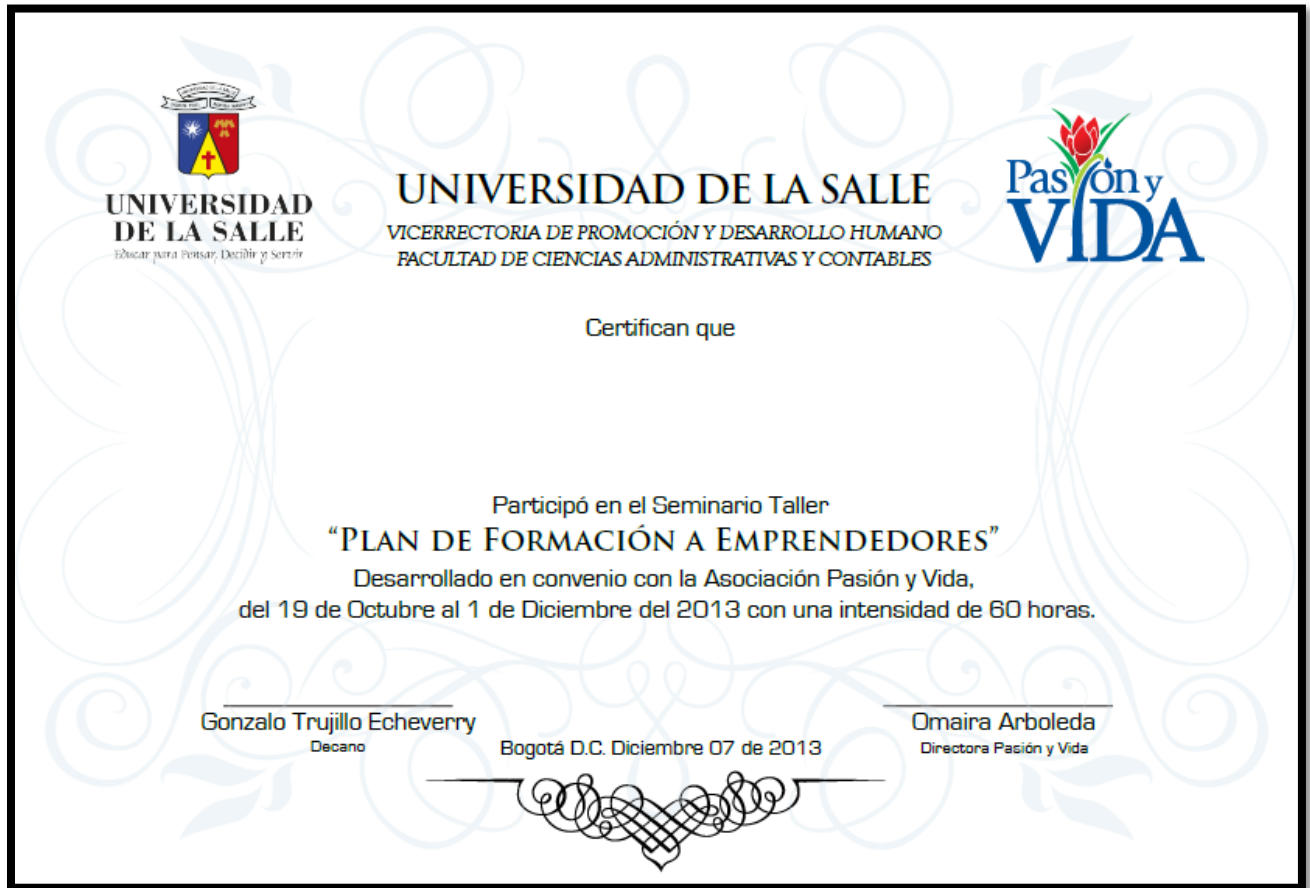 UNIVERSIDAD
DE LA SALLE
Educar para Pensar, Decidir y Servir
UNIVERSIDAD DE LA SALLE
VICERRECTORIA DE PROMOCIÓN Y DESARROLLO HUMANO
FACULTAD DE CIENCIAS ADMINISTRATIVAS Y CONTABLES
Pasión y
VIDA
Certifican que
Participó en el Seminario Taller
“PLAN DE FORMACIÓN A EMPRENDEDORES”
Desarrollado en convenio con la Asociación Pasión y Vida,
del 19 de Octubre al 1 de Diciembre del 2013 con una intensidad de 60 horas.
Gonzalo Trujillo Echeverry
Decano
Bogotá D.C. Diciembre 07 de 2013
Omaira Arboleda
Directora Pasión y Vida